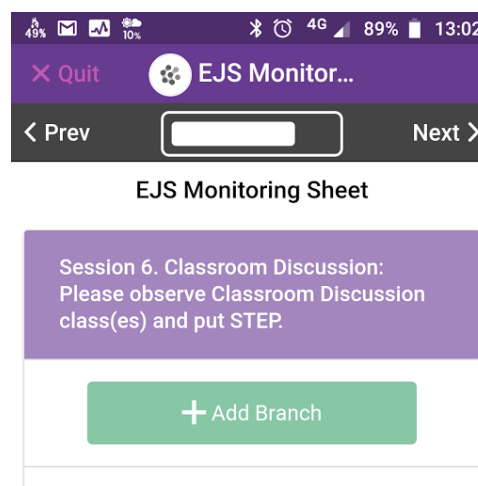 49% 10% 4G 89% 13:02
× Quit EJS Monitor...
Prev Next
EJS Monitoring Sheet
Session 6. Classroom Discussion:
Please observe Classroom Discussion
class(es) and put STEP.
Add Branch